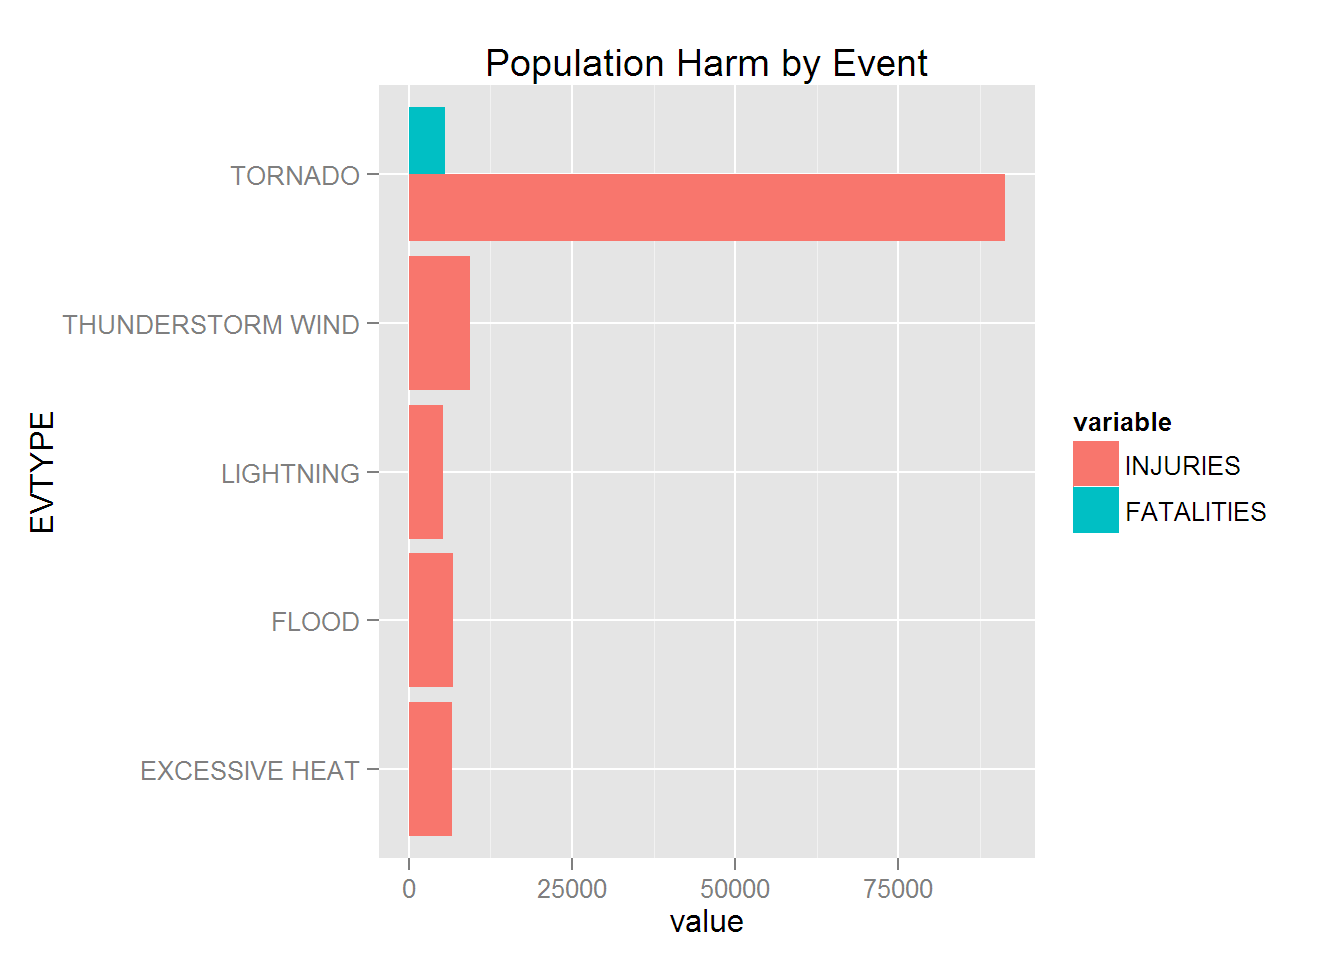 Population Harm by Event
TORNADO
THUNDERSTORM WIND
LIGHTNING
FLOOD
EXCESSIVE HEAT
EVTYPE
0 25000 50000 75000
value
variable
INJURIES
FATALITIES